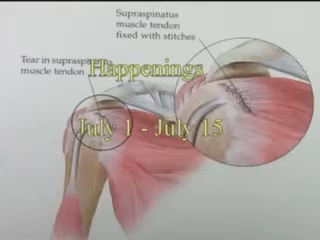 Supraspinatus
muscle tendon
fixed with stitches
Tear in supraspinatus
muscle tendon
Happenings
July 1 - July 15